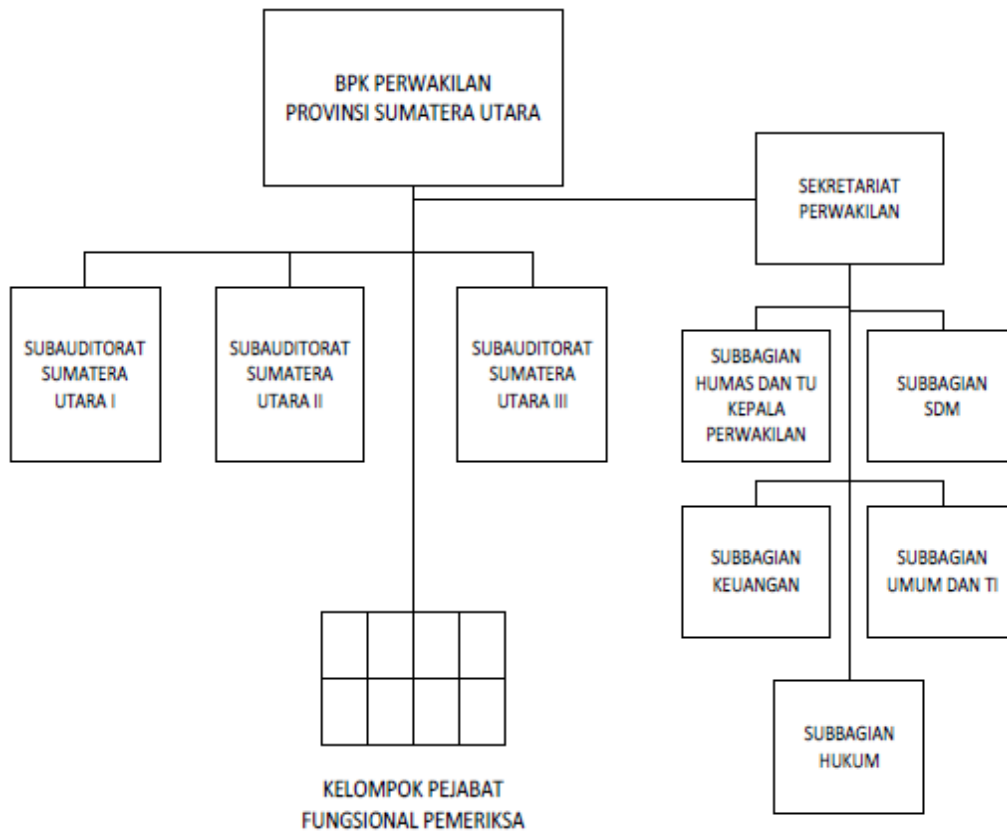 BPK PERWAKILAN
PROVINSI SUMATERA UTARA
SEKRETARIAT
PERWAKILAN
SUBAUDITORAT
SUMATERA
UTARA I
SUBAUDITORAT
SUMATERA
UTARA II
SUBAUDITORAT
SUMATERA
UTARA III
SUBBAGIAN
HUMAS DAN TU
KEPALA
PERWAKILAN
SUBBAGIAN
SDM
SUBBAGIAN
KEUANGAN
SUBBAGIAN
UMUM DAN TI
SUBBAGIAN
HUKUM
KELOMPOK PEJABAT
FUNGSIONAL PEMERIKSA